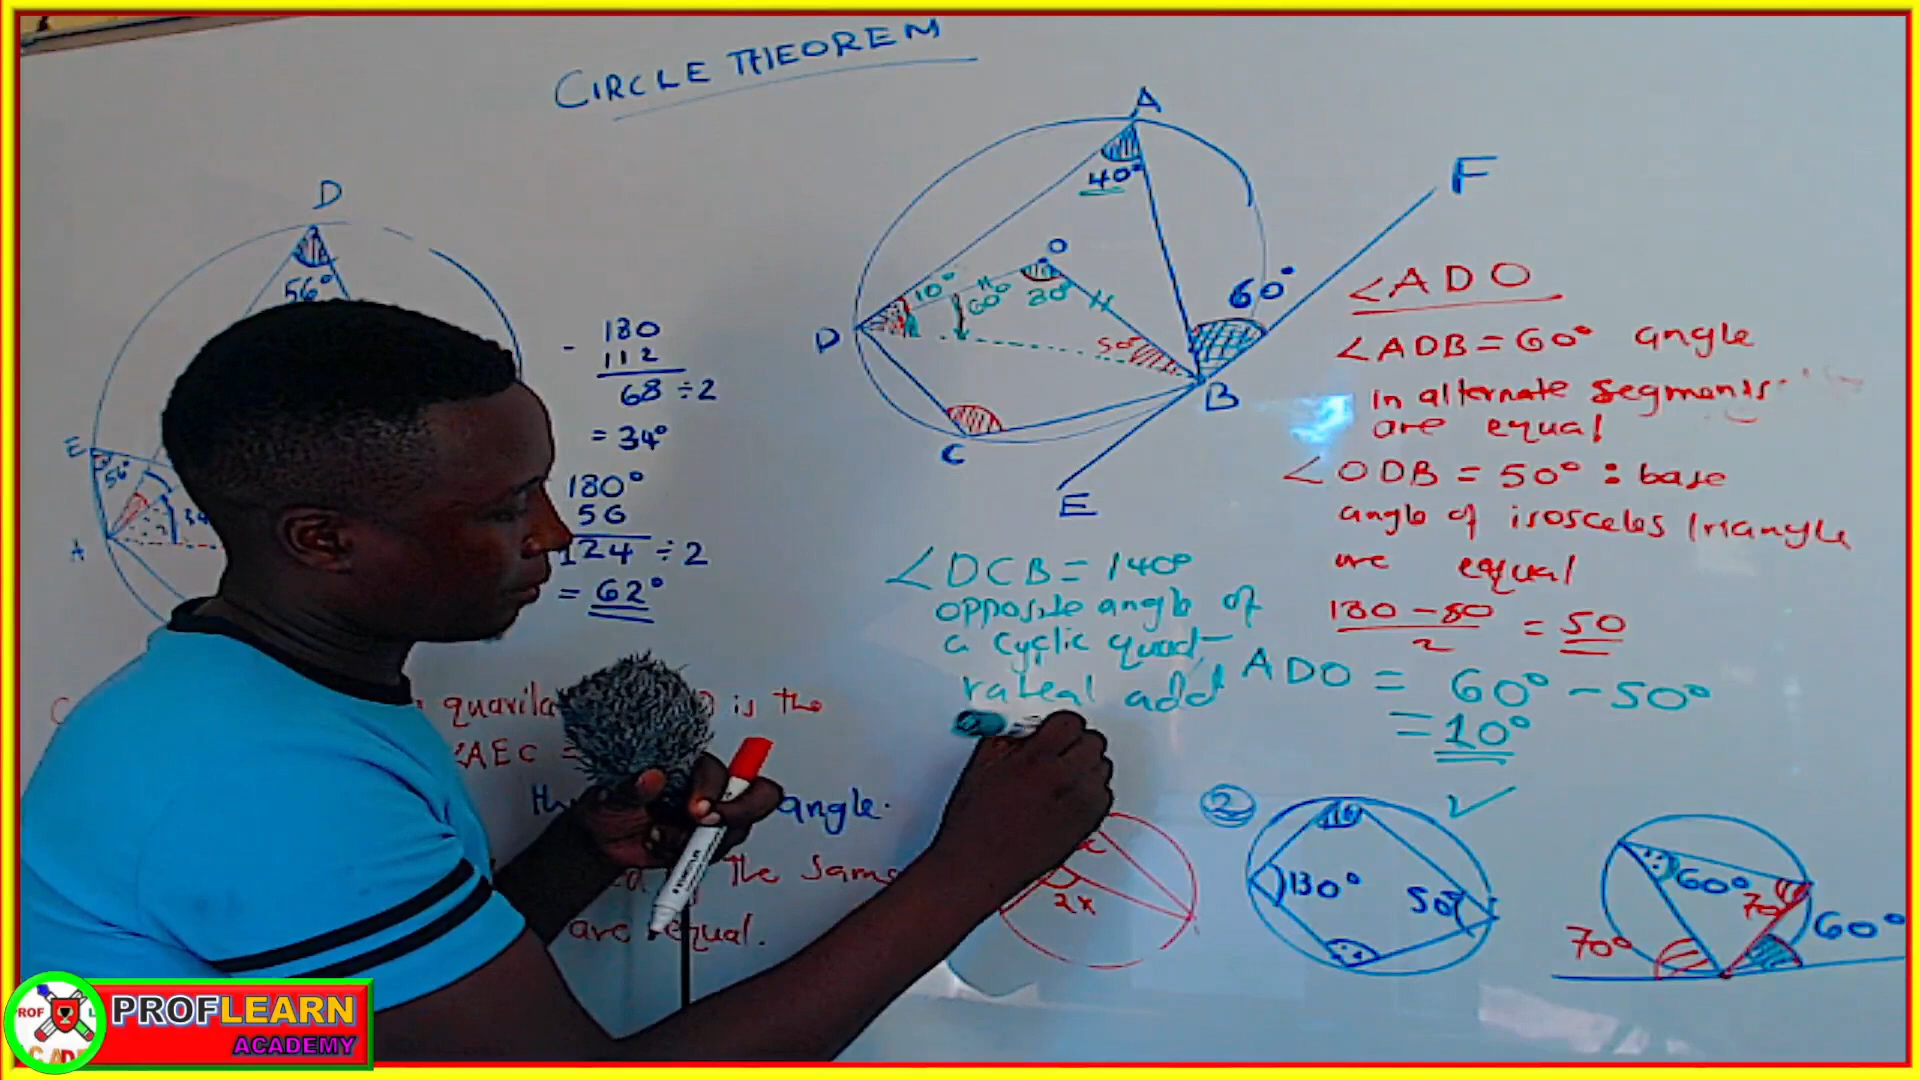 CIRCLE THEOREM
D
56°
E
56°
A
34
- 180
112
68 ÷ 2
= 34°
180°
56
124 ÷ 2
= 62°
A
40°
F
O
10°
60°
80°
60°
D
50°
B
C
E
∠ADO
∠ADB = 60° angle
in alternate segments
are equal
∠ODB = 50° : base
angle of isosceles triangle
are equal
180 - 80
2
= 50
∠DCB = 140°
opposite angle of
a cyclic quad-
rateal add
ADO = 60° - 50°
= 10°
is the
∠AEC =
angle.
The same
are equal.
x
2x
2
130°
50°
60°
70
70°
60°
PROFLEARN
ACADEMY